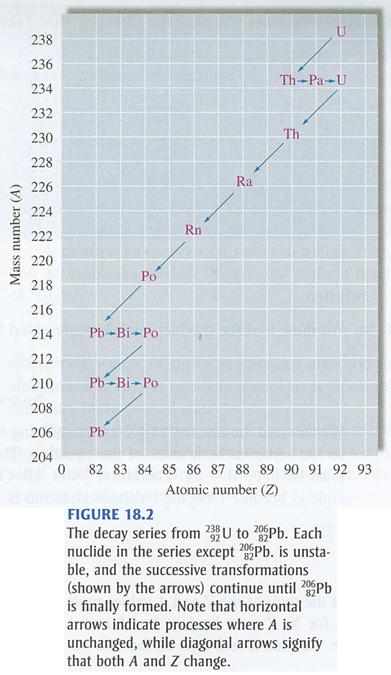 238
236
234
232
230
228
226
224
222
220
218
216
214
212
210
208
206
204
Mass number (A)
U
Th Pa U
Th
Ra
Rn
Po
Pb Bi Po
Pb Bi Po
Pb
0 82 83 84 85 86 87 88 89 90 91 92 93
Atomic number (Z)
FIGURE 18.2
The decay series from ²³⁸₉₂U to ²⁰⁶₈₂Pb. Each
nuclide in the series except ²⁰⁶₈₂Pb. is unsta-
ble, and the successive transformations
(shown by the arrows) continue until ²⁰⁶₈₂Pb
is finally formed. Note that horizontal
arrows indicate processes where A is
unchanged, while diagonal arrows signify
that both A and Z change.